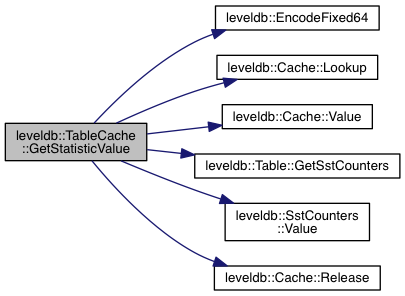 leveldb::TableCache
::GetStatisticValue
leveldb::EncodeFixed64
leveldb::Cache::Lookup
leveldb::Cache::Value
leveldb::Table::GetSstCounters
leveldb::SstCounters
::Value
leveldb::Cache::Release